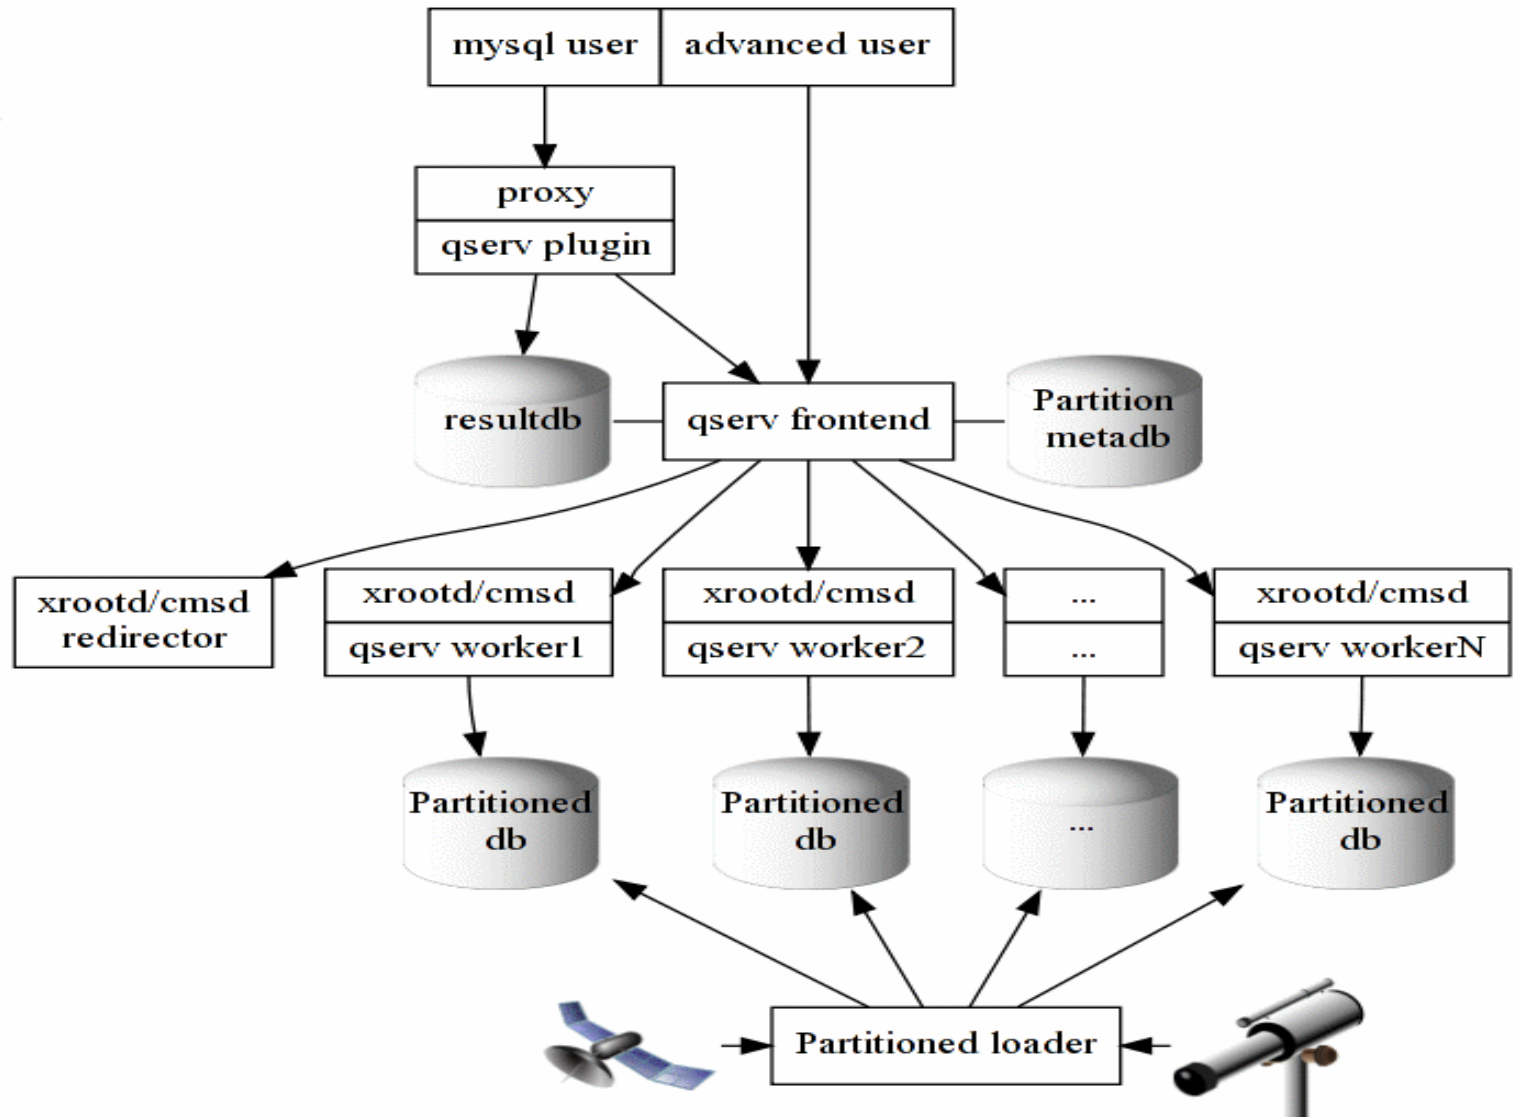 mysql user
advanced user
proxy
qserv plugin
resultdb
qserv frontend
Partition
metadb
xrootd/cmsd
redirector
xrootd/cmsd
qserv worker1
xrootd/cmsd
qserv worker2
...
...
xrootd/cmsd
qserv workerN
Partitioned
db
Partitioned
db
...
Partitioned
db
Partitioned loader